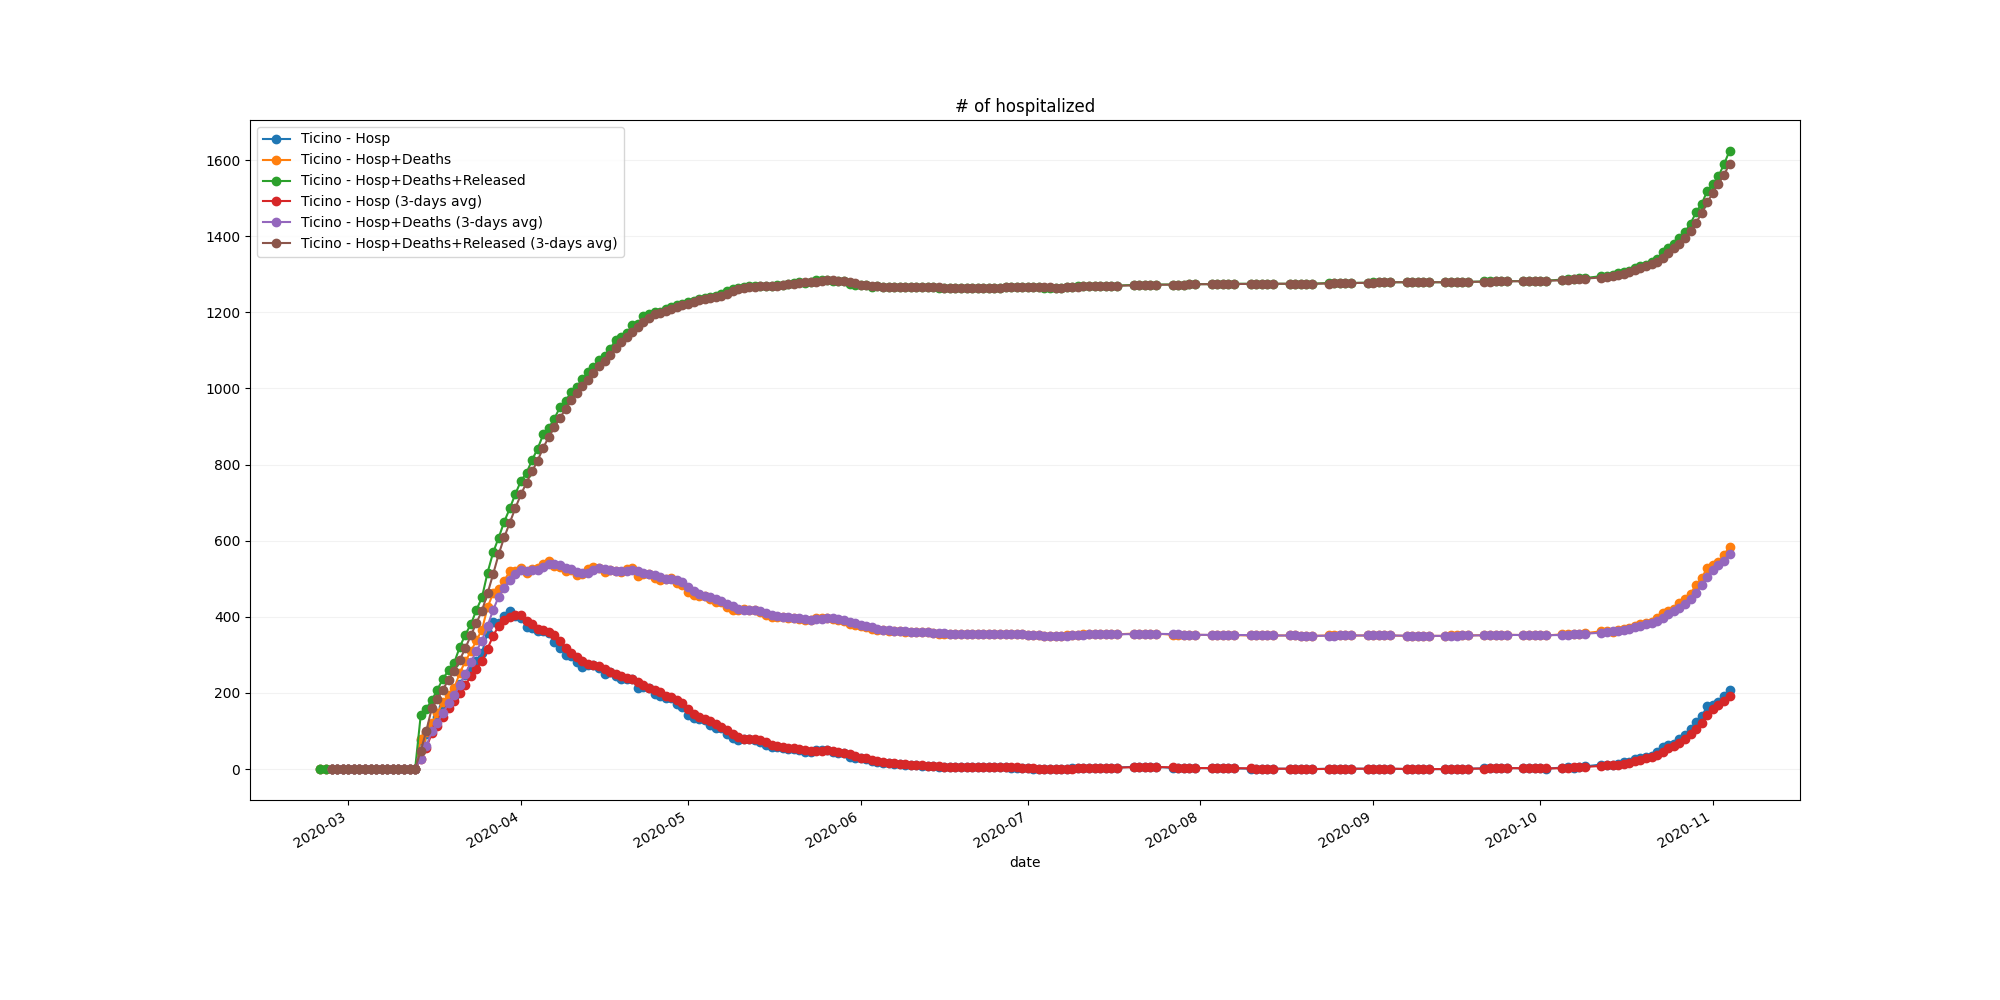 # of hospitalized
Ticino - Hosp
Ticino - Hosp+Deaths
Ticino - Hosp+Deaths+Released
Ticino - Hosp (3-days avg)
Ticino - Hosp+Deaths (3-days avg)
Ticino - Hosp+Deaths+Released (3-days avg)
1600
1400
1200
1000
800
600
400
200
0
2020-03
2020-04
2020-05
2020-06
2020-07
2020-08
2020-09
2020-10
2020-11
date